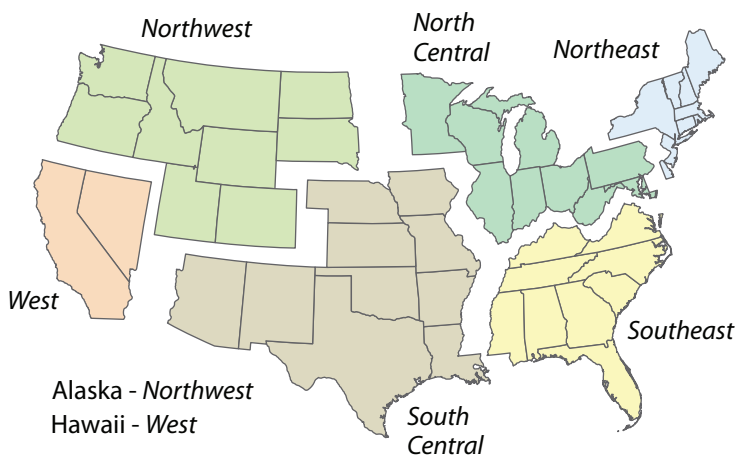 Northwest
North
Central
Northeast
West
Southeast
Alaska - Northwest
Hawaii - West
South
Central